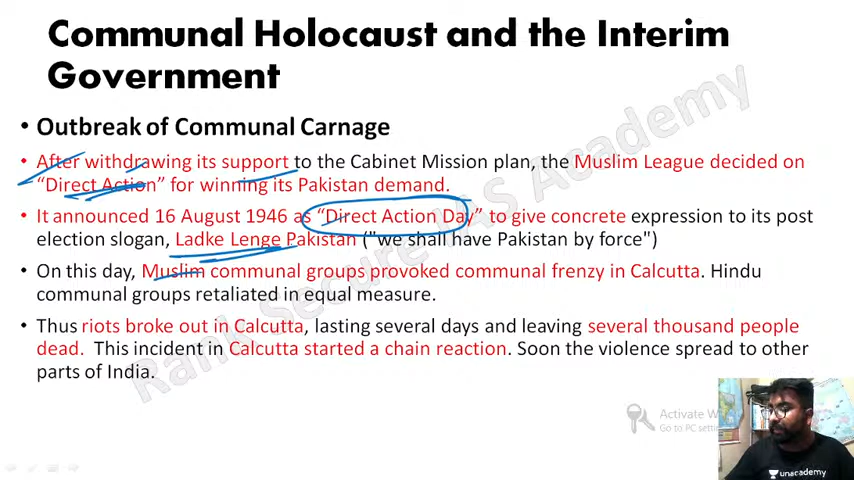 Communal Holocaust and the Interim
Government
• Outbreak of Communal Carnage
• After withdrawing its support to the Cabinet Mission plan, the Muslim League decided on
“Direct Action” for winning its Pakistan demand.
• It announced 16 August 1946 as “Direct Action Day” to give concrete expression to its post
election slogan, Ladke Lenge Pakistan ("we shall have Pakistan by force")
• On this day, Muslim communal groups provoked communal frenzy in Calcutta. Hindu
communal groups retaliated in equal measure.
• Thus riots broke out in Calcutta, lasting several days and leaving several thousand people
dead. This incident in Calcutta started a chain reaction. Soon the violence spread to other
parts of India.
Rank Secure IAS Academy
Activate W
Go to PC setti
unacademy